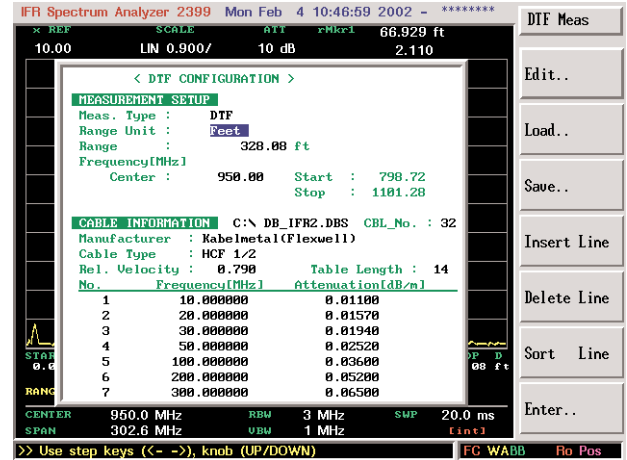 IFR Spectrum Analyzer 2399 Mon Feb 4 10:46:59 2002 - ********
DTF Meas
× REF SCALE ATT rMkr1 66.929 ft
10.00 LIN 0.900/ 10 dB 2.110
< DTF CONFIGURATION >
Edit..
MEASUREMENT SETUP
Meas. Type : DTF
Range Unit : Feet
Load..
Range : 328.08 ft
Frequency[MHz]
Center : 950.00 Start : 798.72
Save..
Stop : 1101.28
CABLE INFORMATION C:\ DB_IFR2.DBS CBL_No. : 32
Manufacturer : Kabelmetal(Flexwell)
Insert Line
Cable Type : HCF 1/2
Rel. Velocity : 0.790 Table Length : 14
No. Frequency[MHz] Attenuation[dB/m]
1 10.000000 0.01100
Delete Line
2 20.000000 0.01570
3 30.000000 0.01940
4 50.000000 0.02520
STAR OP D
Sort Line
5 100.000000 0.03600
0.0 08 ft
6 200.000000 0.05200
RANG
7 300.000000 0.06500
CENTER 950.0 MHz RBW 3 MHz SWP 20.0 ms
Enter..
SPAN 302.6 MHz VBW 1 MHz [int]
>> Use step keys (<- ->), knob (UP/DOWN) FC WABB Ro Pos